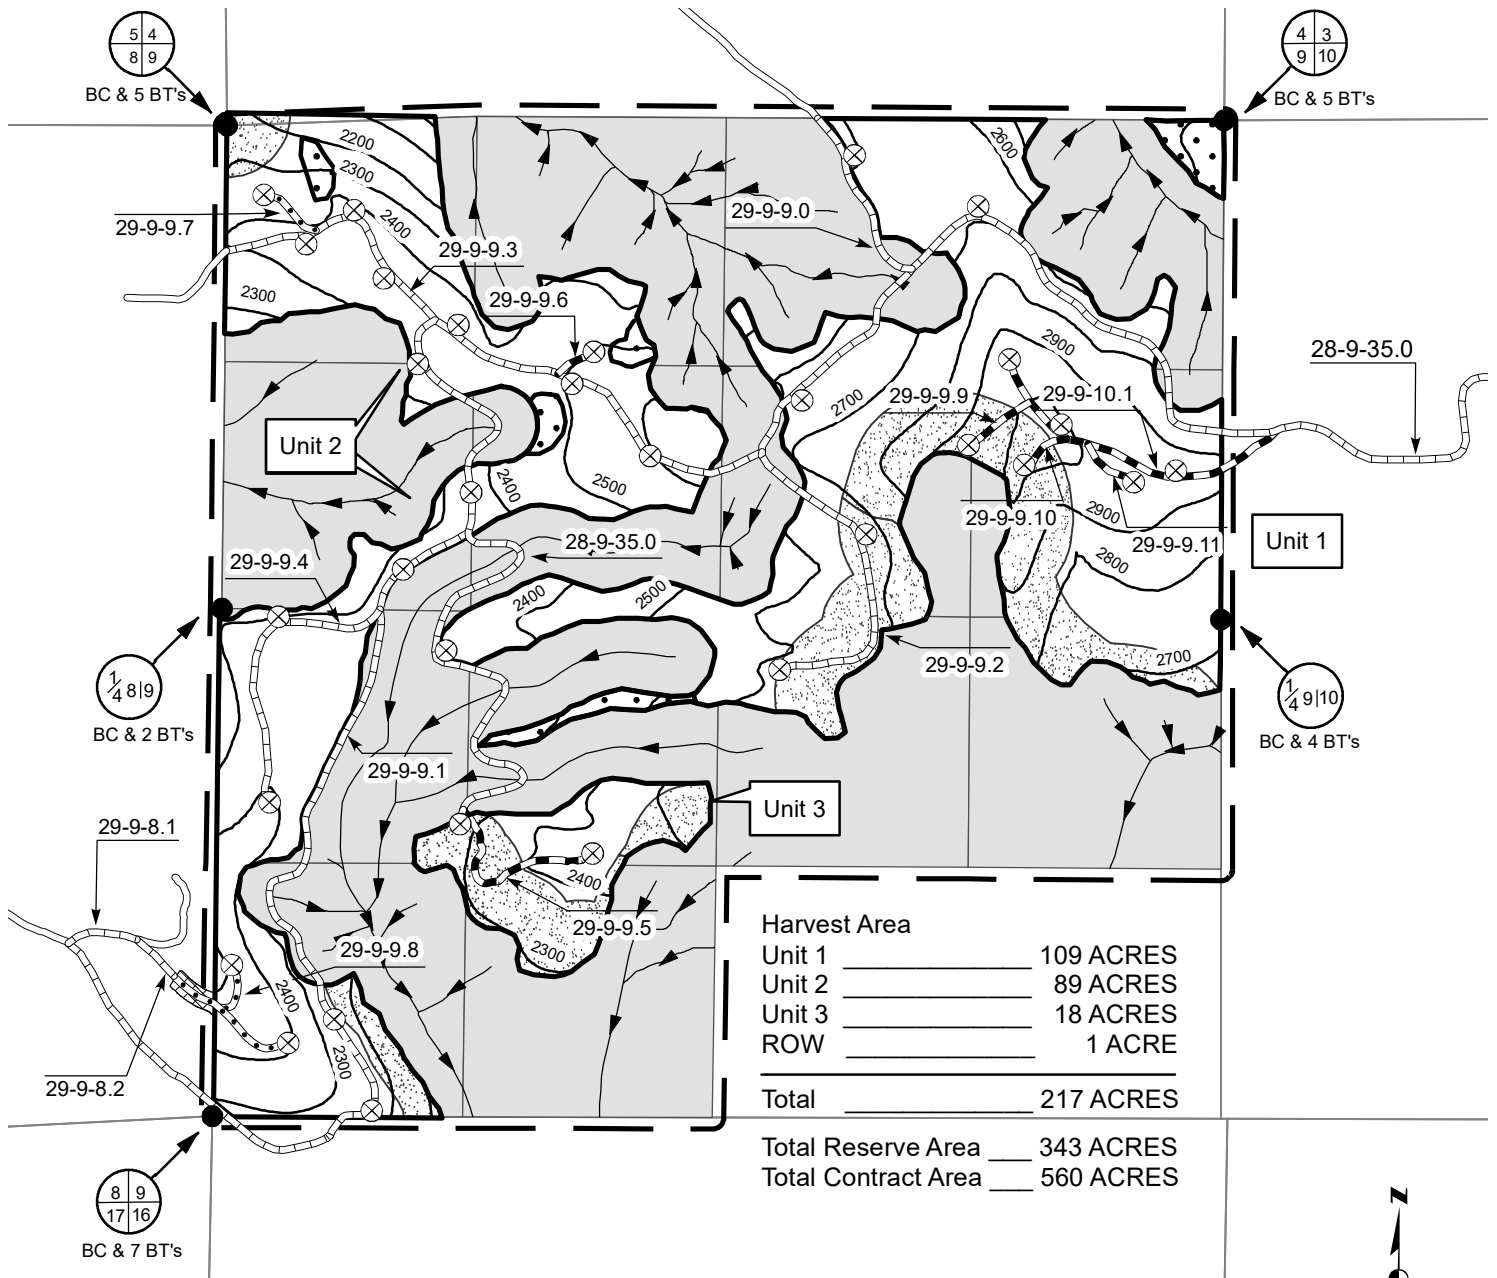 5 4
8 9
BC & 5 BT's
4 3
9 10
BC & 5 BT's
2200
2300
2400
2600
29-9-9.7
29-9-9.0
29-9-9.3
2300
29-9-9.6
2900
28-9-35.0
2700
29-9-9.9
29-9-10.1
Unit 2
2400
2500
29-9-9.10
2900
29-9-9.11
Unit 1
28-9-35.0
29-9-9.4
2800
2400
2500
29-9-9.2
2700
1/4 8|9
BC & 2 BT's
1/4 9|10
BC & 4 BT's
29-9-9.1
Unit 3
29-9-8.1
2400
29-9-9.5
2300
29-9-9.8
2400
2300
29-9-8.2
Harvest Area
Unit 1 _____________ 109 ACRES
Unit 2 _____________ 89 ACRES
Unit 3 _____________ 18 ACRES
ROW _____________ 1 ACRE
Total _____________ 217 ACRES
Total Reserve Area ___ 343 ACRES
Total Contract Area ___ 560 ACRES
8 9
17 16
BC & 7 BT's
N